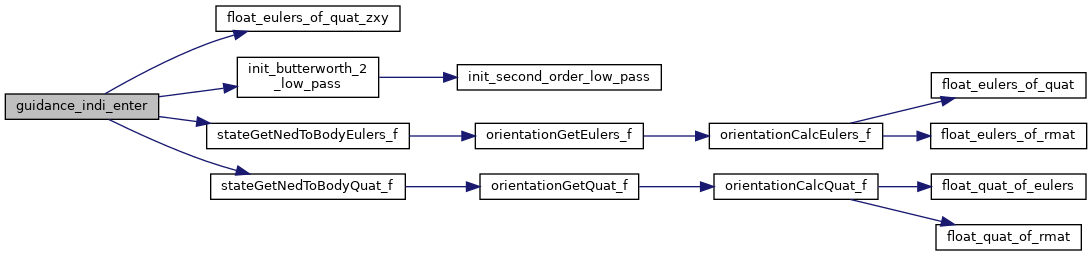 guidance_indi_enter
float_eulers_of_quat_zxy
init_butterworth_2
_low_pass
init_second_order_low_pass
stateGetNedToBodyEulers_f
orientationGetEulers_f
orientationCalcEulers_f
float_eulers_of_quat
float_eulers_of_rmat
stateGetNedToBodyQuat_f
orientationGetQuat_f
orientationCalcQuat_f
float_quat_of_eulers
float_quat_of_rmat